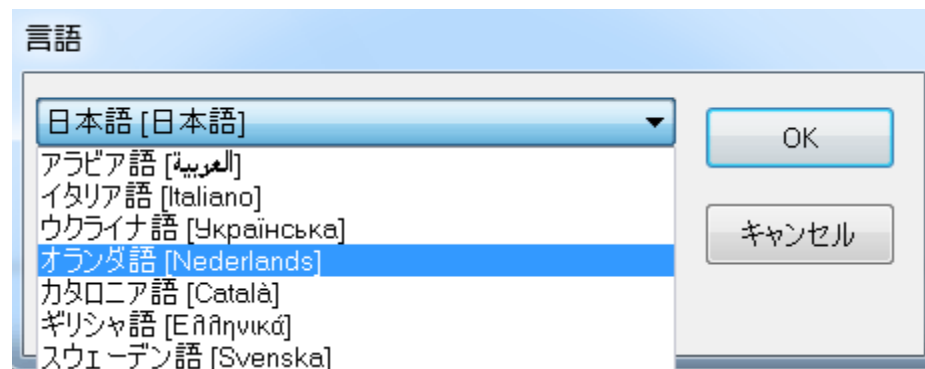 言語
日本語 [日本語]
アラビア語 [العربية]
イタリア語 [Italiano]
ウクライナ語 [Українська]
オランダ語 [Nederlands]
カタロニア語 [Català]
ギリシャ語 [Ελληνικά]
スウェーデン語 [Svenska]
OK
キャンセル